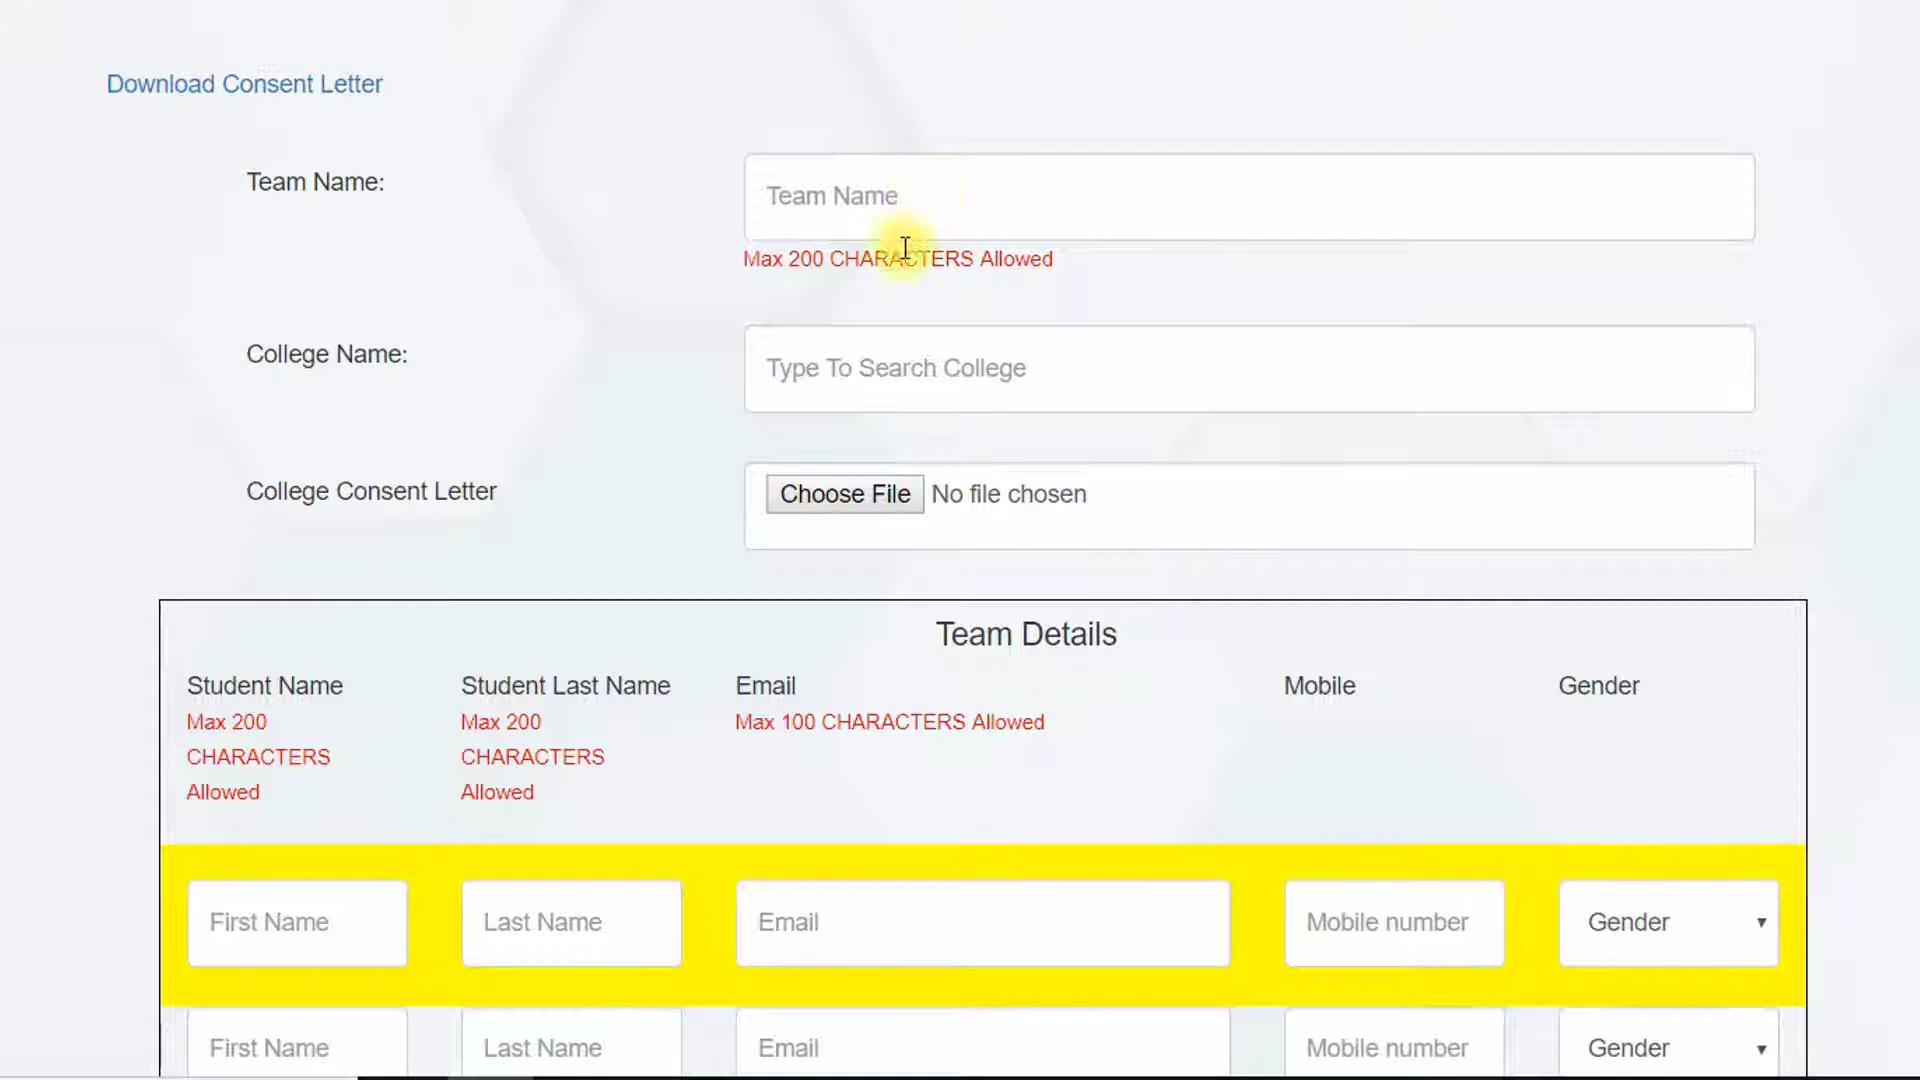 Download Consent Letter
Team Name:
Team Name
Max 200 CHARACTERS Allowed
College Name:
Type To Search College
College Consent Letter
Choose File No file chosen
Team Details
Student Name Student Last Name Email Mobile Gender
Max 200 Max 200 Max 100 CHARACTERS Allowed
CHARACTERS CHARACTERS
Allowed Allowed
First Name Last Name Email Mobile number Gender
First Name Last Name Email Mobile number Gender